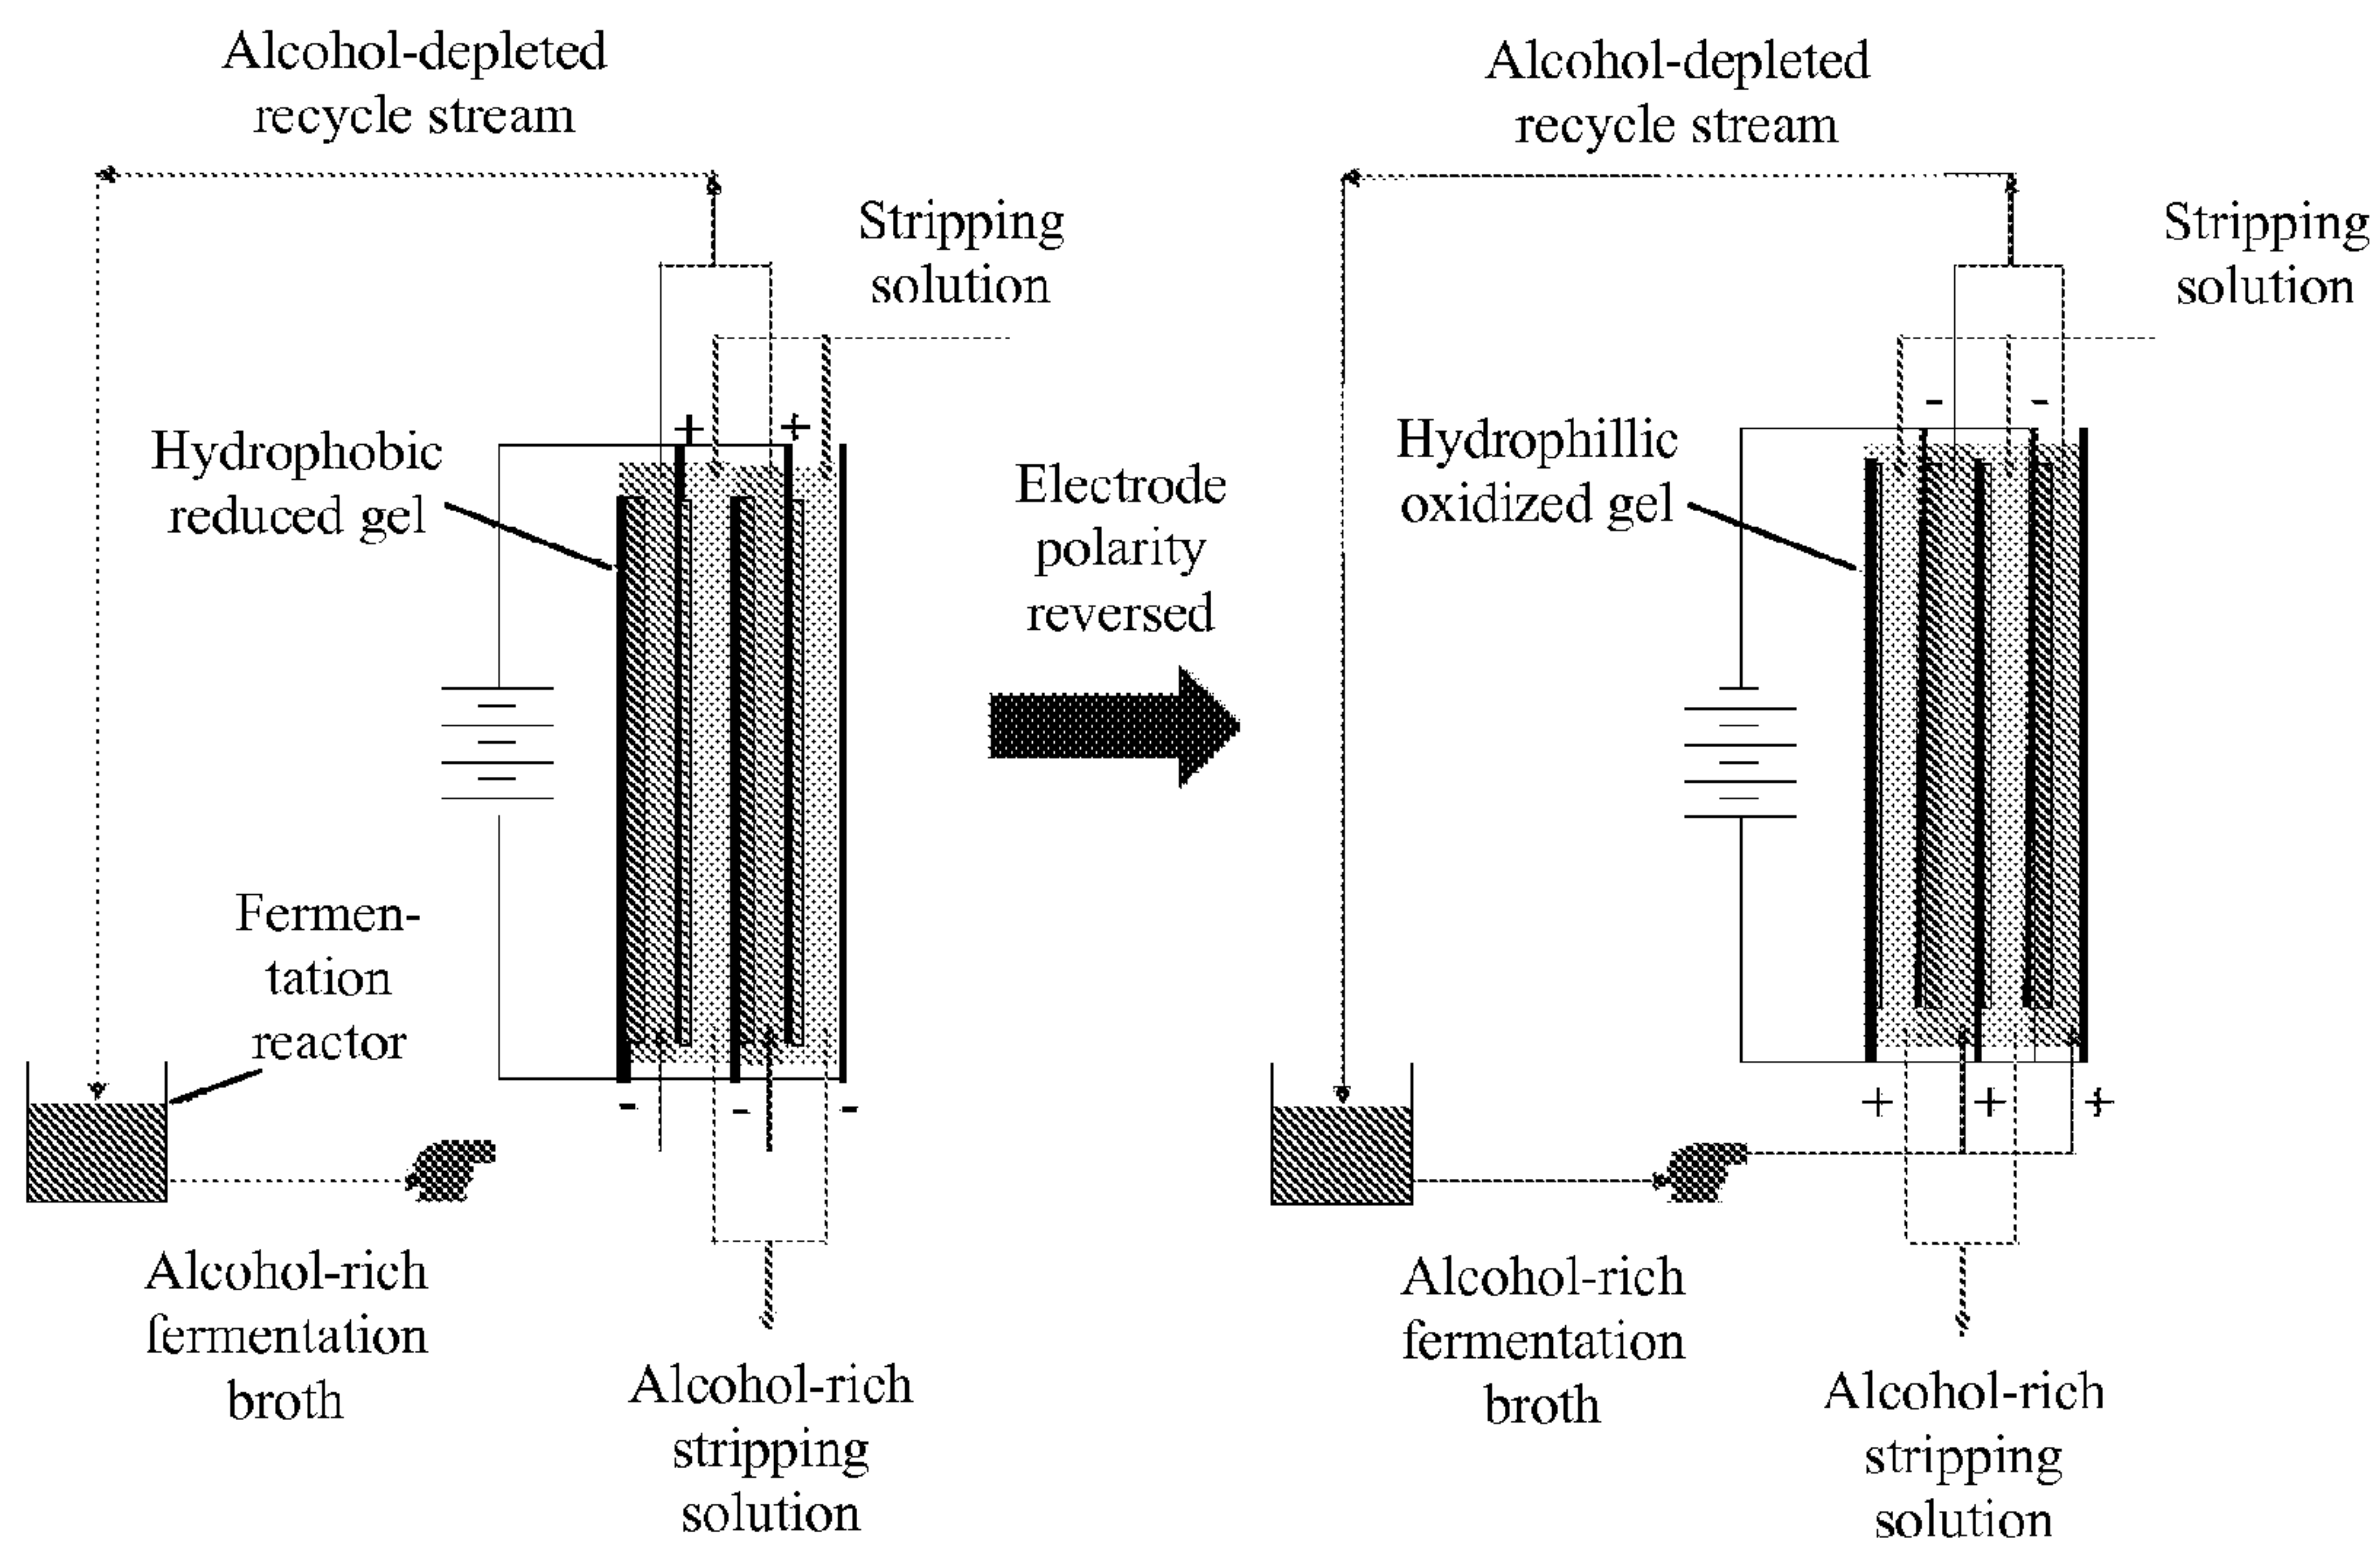 Alcohol-depleted
recycle stream
Stripping
solution
+
+
Hydrophobic
reduced gel
Fermen-
tation
reactor
-
-
-
Alcohol-rich
fermentation
broth
Alcohol-rich
stripping
solution
Electrode
polarity
reversed
Alcohol-depleted
recycle stream
Stripping
solution
-
-
Hydrophillic
oxidized gel
+
+
+
Alcohol-rich
fermentation
broth
Alcohol-rich
stripping
solution